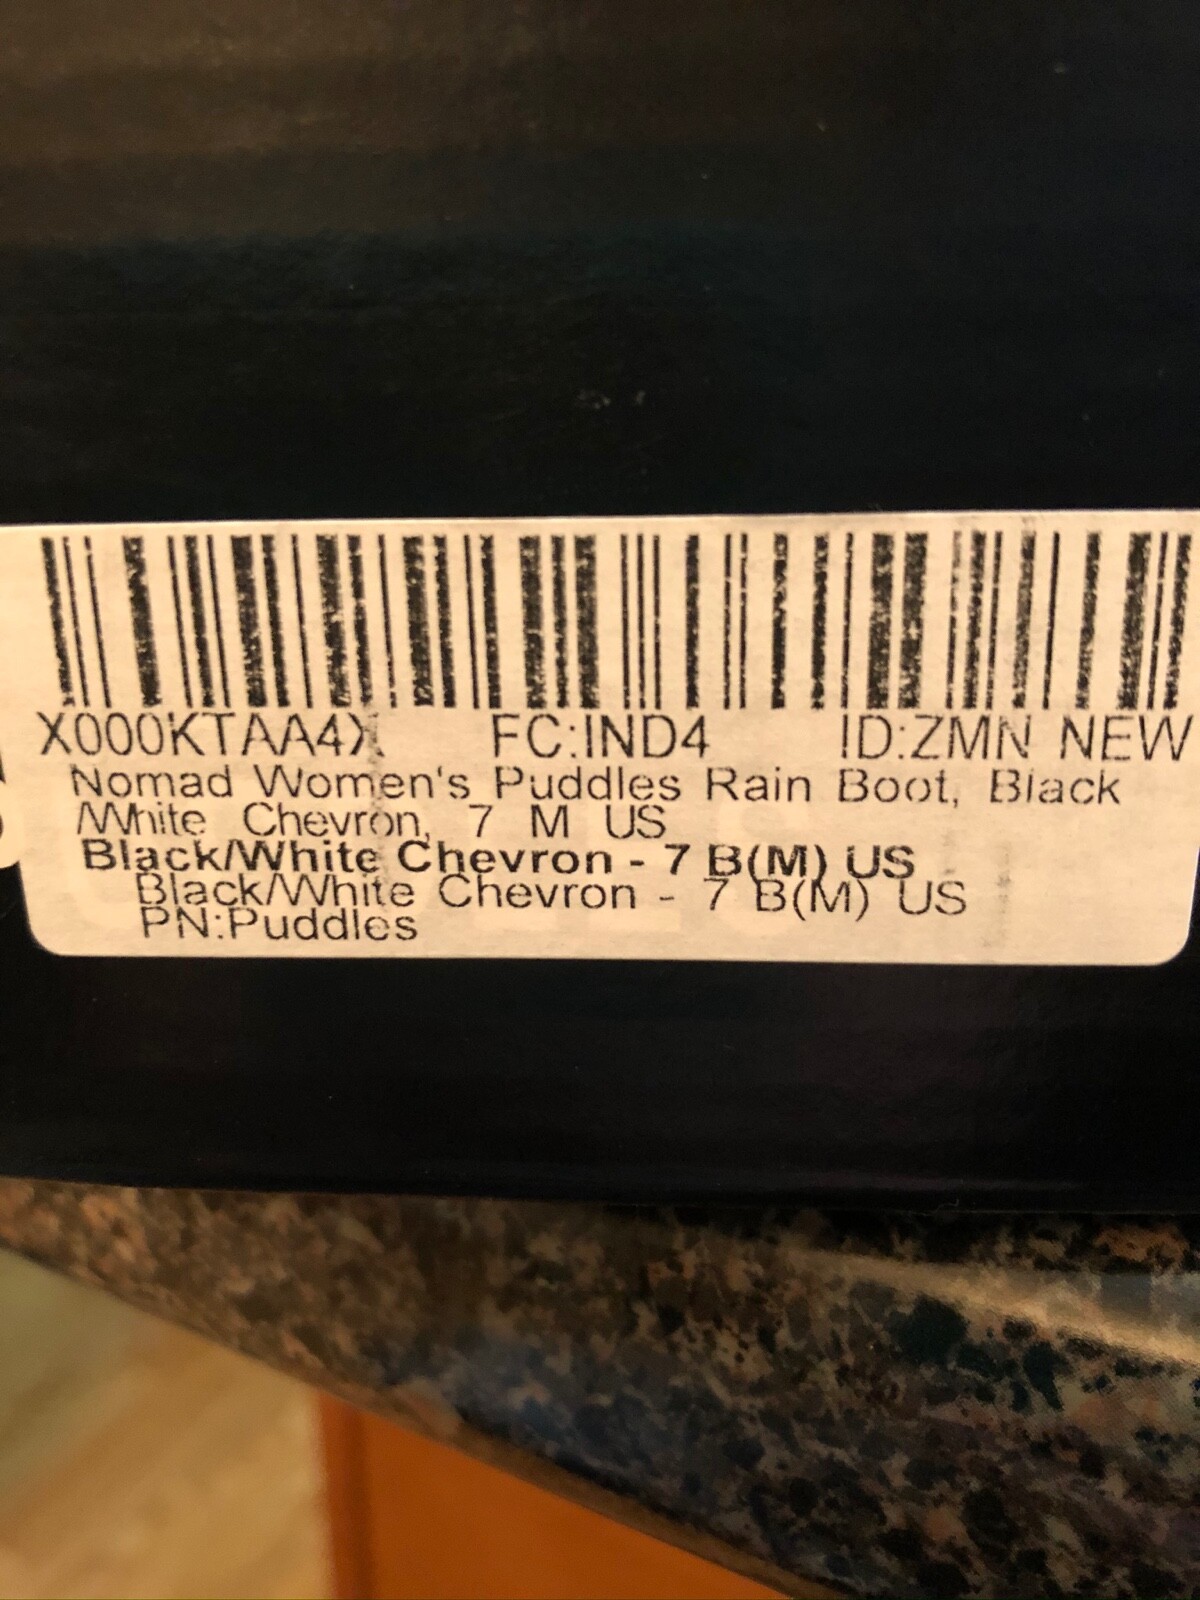 X000KTAA4X FC:IND4 ID:ZMN NEW
Nomad Women's Puddles Rain Boot, Black
/White Chevron, 7 M US
Black/White Chevron - 7 B(M) US
Black/White Chevron - 7 B(M) US
PN:Puddles